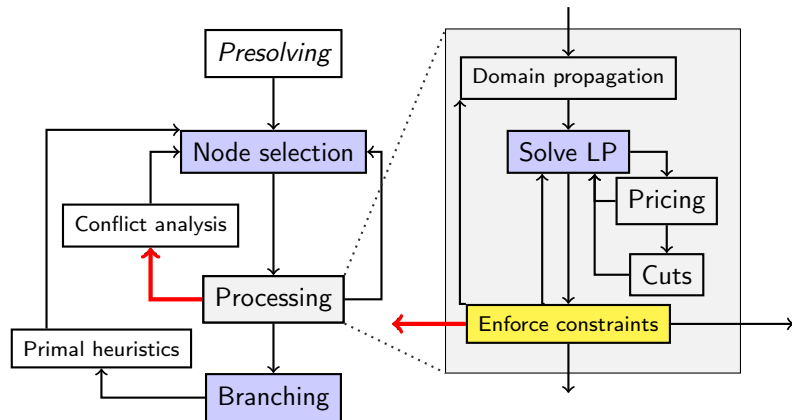 Presolving
Node selection
Conflict analysis
Processing
Primal heuristics
Branching
Domain propagation
Solve LP
Pricing
Cuts
Enforce constraints